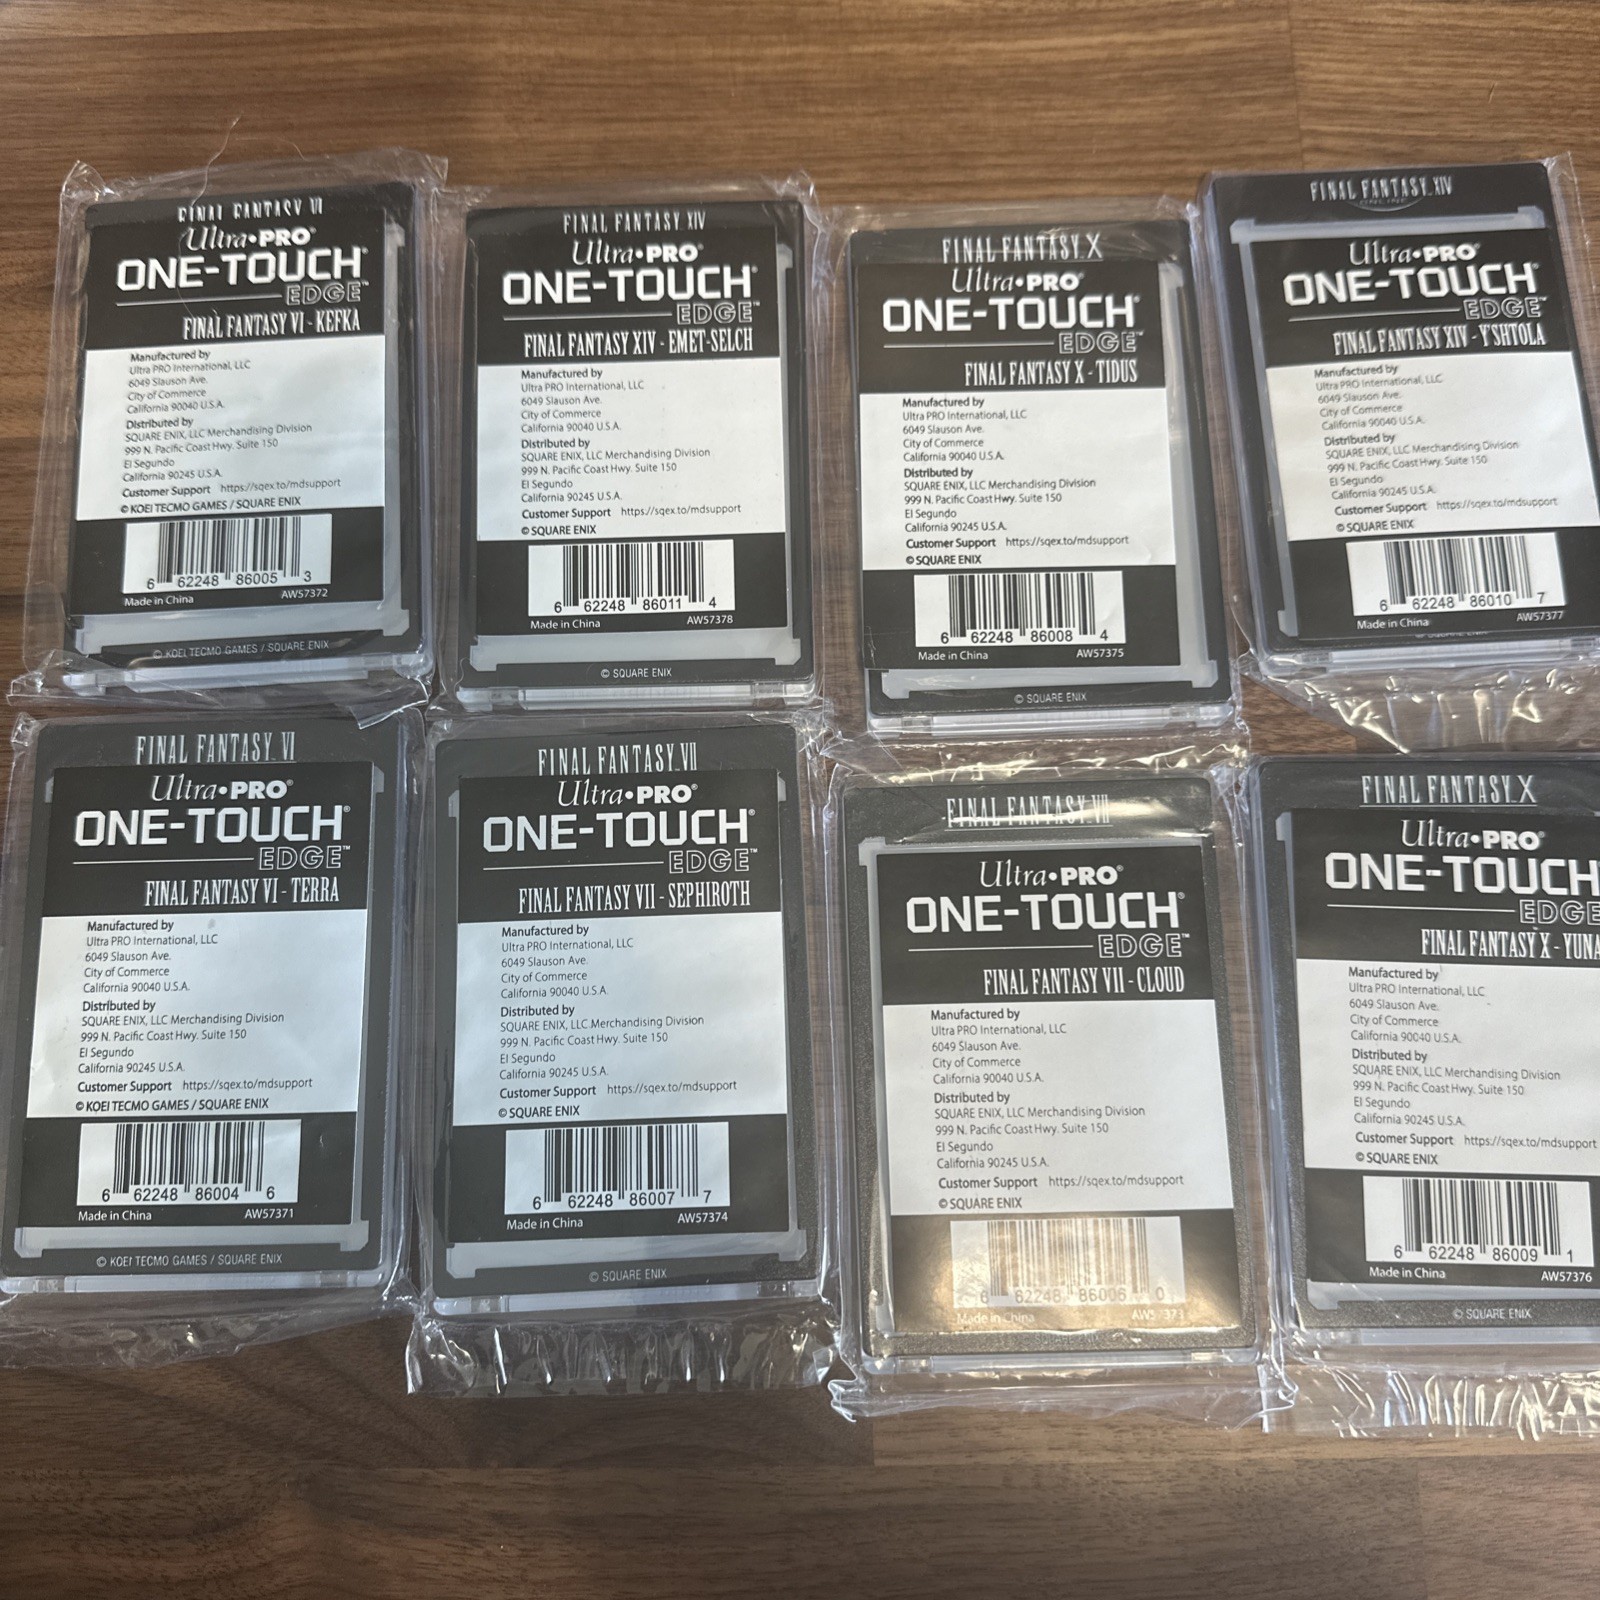 FINAL FANTASY VI
Ultra•PRO®
ONE-TOUCH®
EDGE™
FINAL FANTASY VI - KEFKA
Manufactured by
Ultra PRO International, LLC
6049 Slauson Ave.
City of Commerce
California 90040 U.S.A.
Distributed by
SQUARE ENIX, LLC Merchandising Division
999 N. Pacific Coast Hwy. Suite 150
El Segundo
California 90245 U.S.A.
Customer Support https://sqex.to/mdsupport
© KOEI TECMO GAMES / SQUARE ENIX
6 62248 86005 3
Made in China AW57372
© KOEI TECMO GAMES / SQUARE ENIX
FINAL FANTASY XIV
Ultra•PRO®
ONE-TOUCH®
EDGE™
FINAL FANTASY XIV - EMET-SELCH
Manufactured by
Ultra PRO International, LLC
6049 Slauson Ave.
City of Commerce
California 90040 U.S.A.
Distributed by
SQUARE ENIX, LLC Merchandising Division
999 N. Pacific Coast Hwy. Suite 150
El Segundo
California 90245 U.S.A.
Customer Support https://sqex.to/mdsupport
© SQUARE ENIX
6 62248 86011 4
Made in China AW57378
© SQUARE ENIX
FINAL FANTASY X
Ultra•PRO®
ONE-TOUCH®
EDGE™
FINAL FANTASY X - TIDUS
Manufactured by
Ultra PRO International, LLC
6049 Slauson Ave.
City of Commerce
California 90040 U.S.A.
Distributed by
SQUARE ENIX, LLC Merchandising Division
999 N. Pacific Coast Hwy. Suite 150
El Segundo
California 90245 U.S.A.
Customer Support https://sqex.to/mdsupport
© SQUARE ENIX
6 62248 86008 4
Made in China AW57375
© SQUARE ENIX
FINAL FANTASY XIV
Ultra•PRO®
ONE-TOUCH®
EDGE™
FINAL FANTASY XIV - Y'SHTOLA
Manufactured by
Ultra PRO International, LLC
6049 Slauson Ave.
City of Commerce
California 90040 U.S.A.
Distributed by
SQUARE ENIX, LLC Merchandising Division
999 N. Pacific Coast Hwy. Suite 150
El Segundo
California 90245 U.S.A.
Customer Support https://sqex.to/mdsupport
© SQUARE ENIX
6 62248 86010 7
Made in China AW57377
FINAL FANTASY VI
Ultra•PRO®
ONE-TOUCH®
EDGE™
FINAL FANTASY VI - TERRA
Manufactured by
Ultra PRO International, LLC
6049 Slauson Ave.
City of Commerce
California 90040 U.S.A.
Distributed by
SQUARE ENIX, LLC Merchandising Division
999 N. Pacific Coast Hwy. Suite 150
El Segundo
California 90245 U.S.A.
Customer Support https://sqex.to/mdsupport
© KOEI TECMO GAMES / SQUARE ENIX
6 62248 86004 6
Made in China AW57371
© KOEI TECMO GAMES / SQUARE ENIX
FINAL FANTASY VII
Ultra•PRO®
ONE-TOUCH®
EDGE™
FINAL FANTASY VII - SEPHIROTH
Manufactured by
Ultra PRO International, LLC
6049 Slauson Ave.
City of Commerce
California 90040 U.S.A.
Distributed by
SQUARE ENIX, LLC Merchandising Division
999 N. Pacific Coast Hwy. Suite 150
El Segundo
California 90245 U.S.A.
Customer Support https://sqex.to/mdsupport
© SQUARE ENIX
6 62248 86007 7
Made in China AW57374
© SQUARE ENIX
FINAL FANTASY VII
Ultra•PRO®
ONE-TOUCH®
EDGE™
FINAL FANTASY VII - CLOUD
Manufactured by
Ultra PRO International, LLC
6049 Slauson Ave.
City of Commerce
California 90040 U.S.A.
Distributed by
SQUARE ENIX, LLC Merchandising Division
999 N. Pacific Coast Hwy. Suite 150
El Segundo
California 90245 U.S.A.
Customer Support https://sqex.to/mdsupport
© SQUARE ENIX
6 62248 86006 0
Made in China AW57373
FINAL FANTASY X
Ultra•PRO®
ONE-TOUCH
EDGE
FINAL FANTASY X - YUNA
Manufactured by
Ultra PRO International, LLC
6049 Slauson Ave.
City of Commerce
California 90040 U.S.A.
Distributed by
SQUARE ENIX, LLC Merchandising Division
999 N. Pacific Coast Hwy. Suite 150
El Segundo
California 90245 U.S.A.
Customer Support https://sqex.to/mdsupport
© SQUARE ENIX
6 62248 86009 1
Made in China AW57376
© SQUARE ENIX